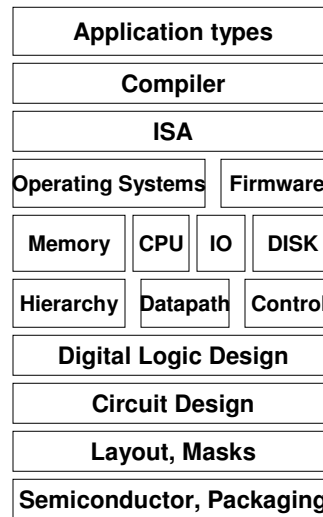 Application types
Compiler
ISA
Operating Systems Firmware
Memory CPU IO DISK
Hierarchy Datapath Control
Digital Logic Design
Circuit Design
Layout, Masks
Semiconductor, Packaging